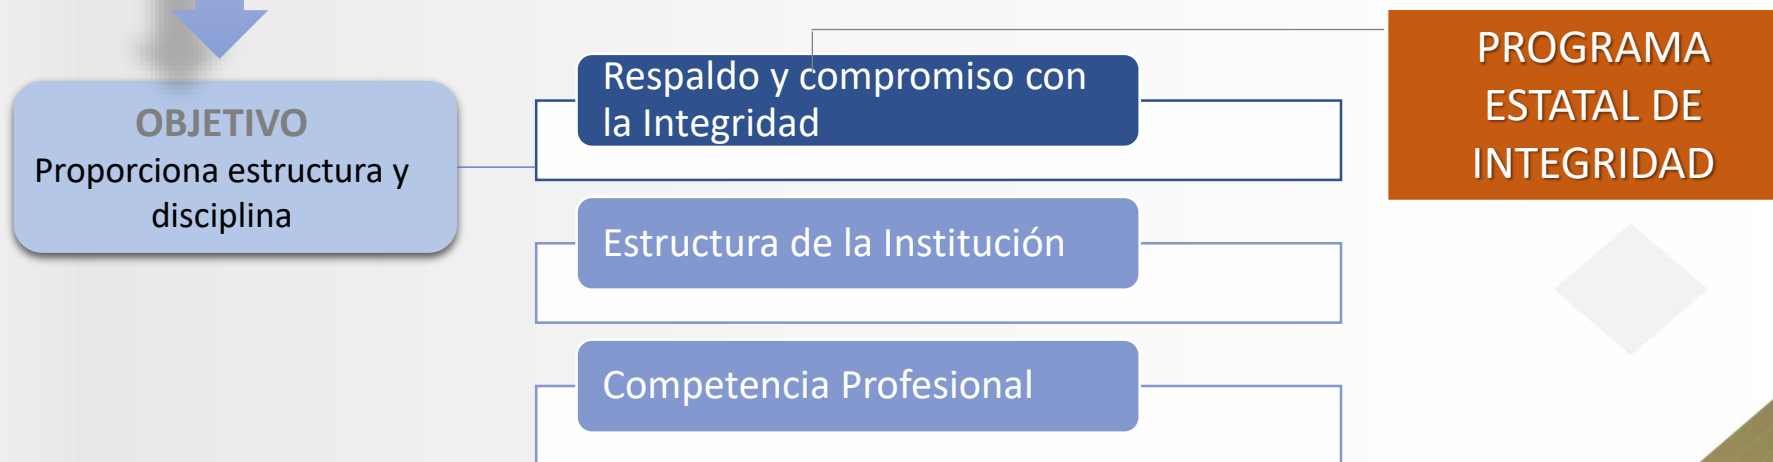 OBJETIVO
Proporciona estructura y
disciplina
Respaldo y compromiso con
la Integridad
Estructura de la Institución
Competencia Profesional
PROGRAMA
ESTATAL DE
INTEGRIDAD